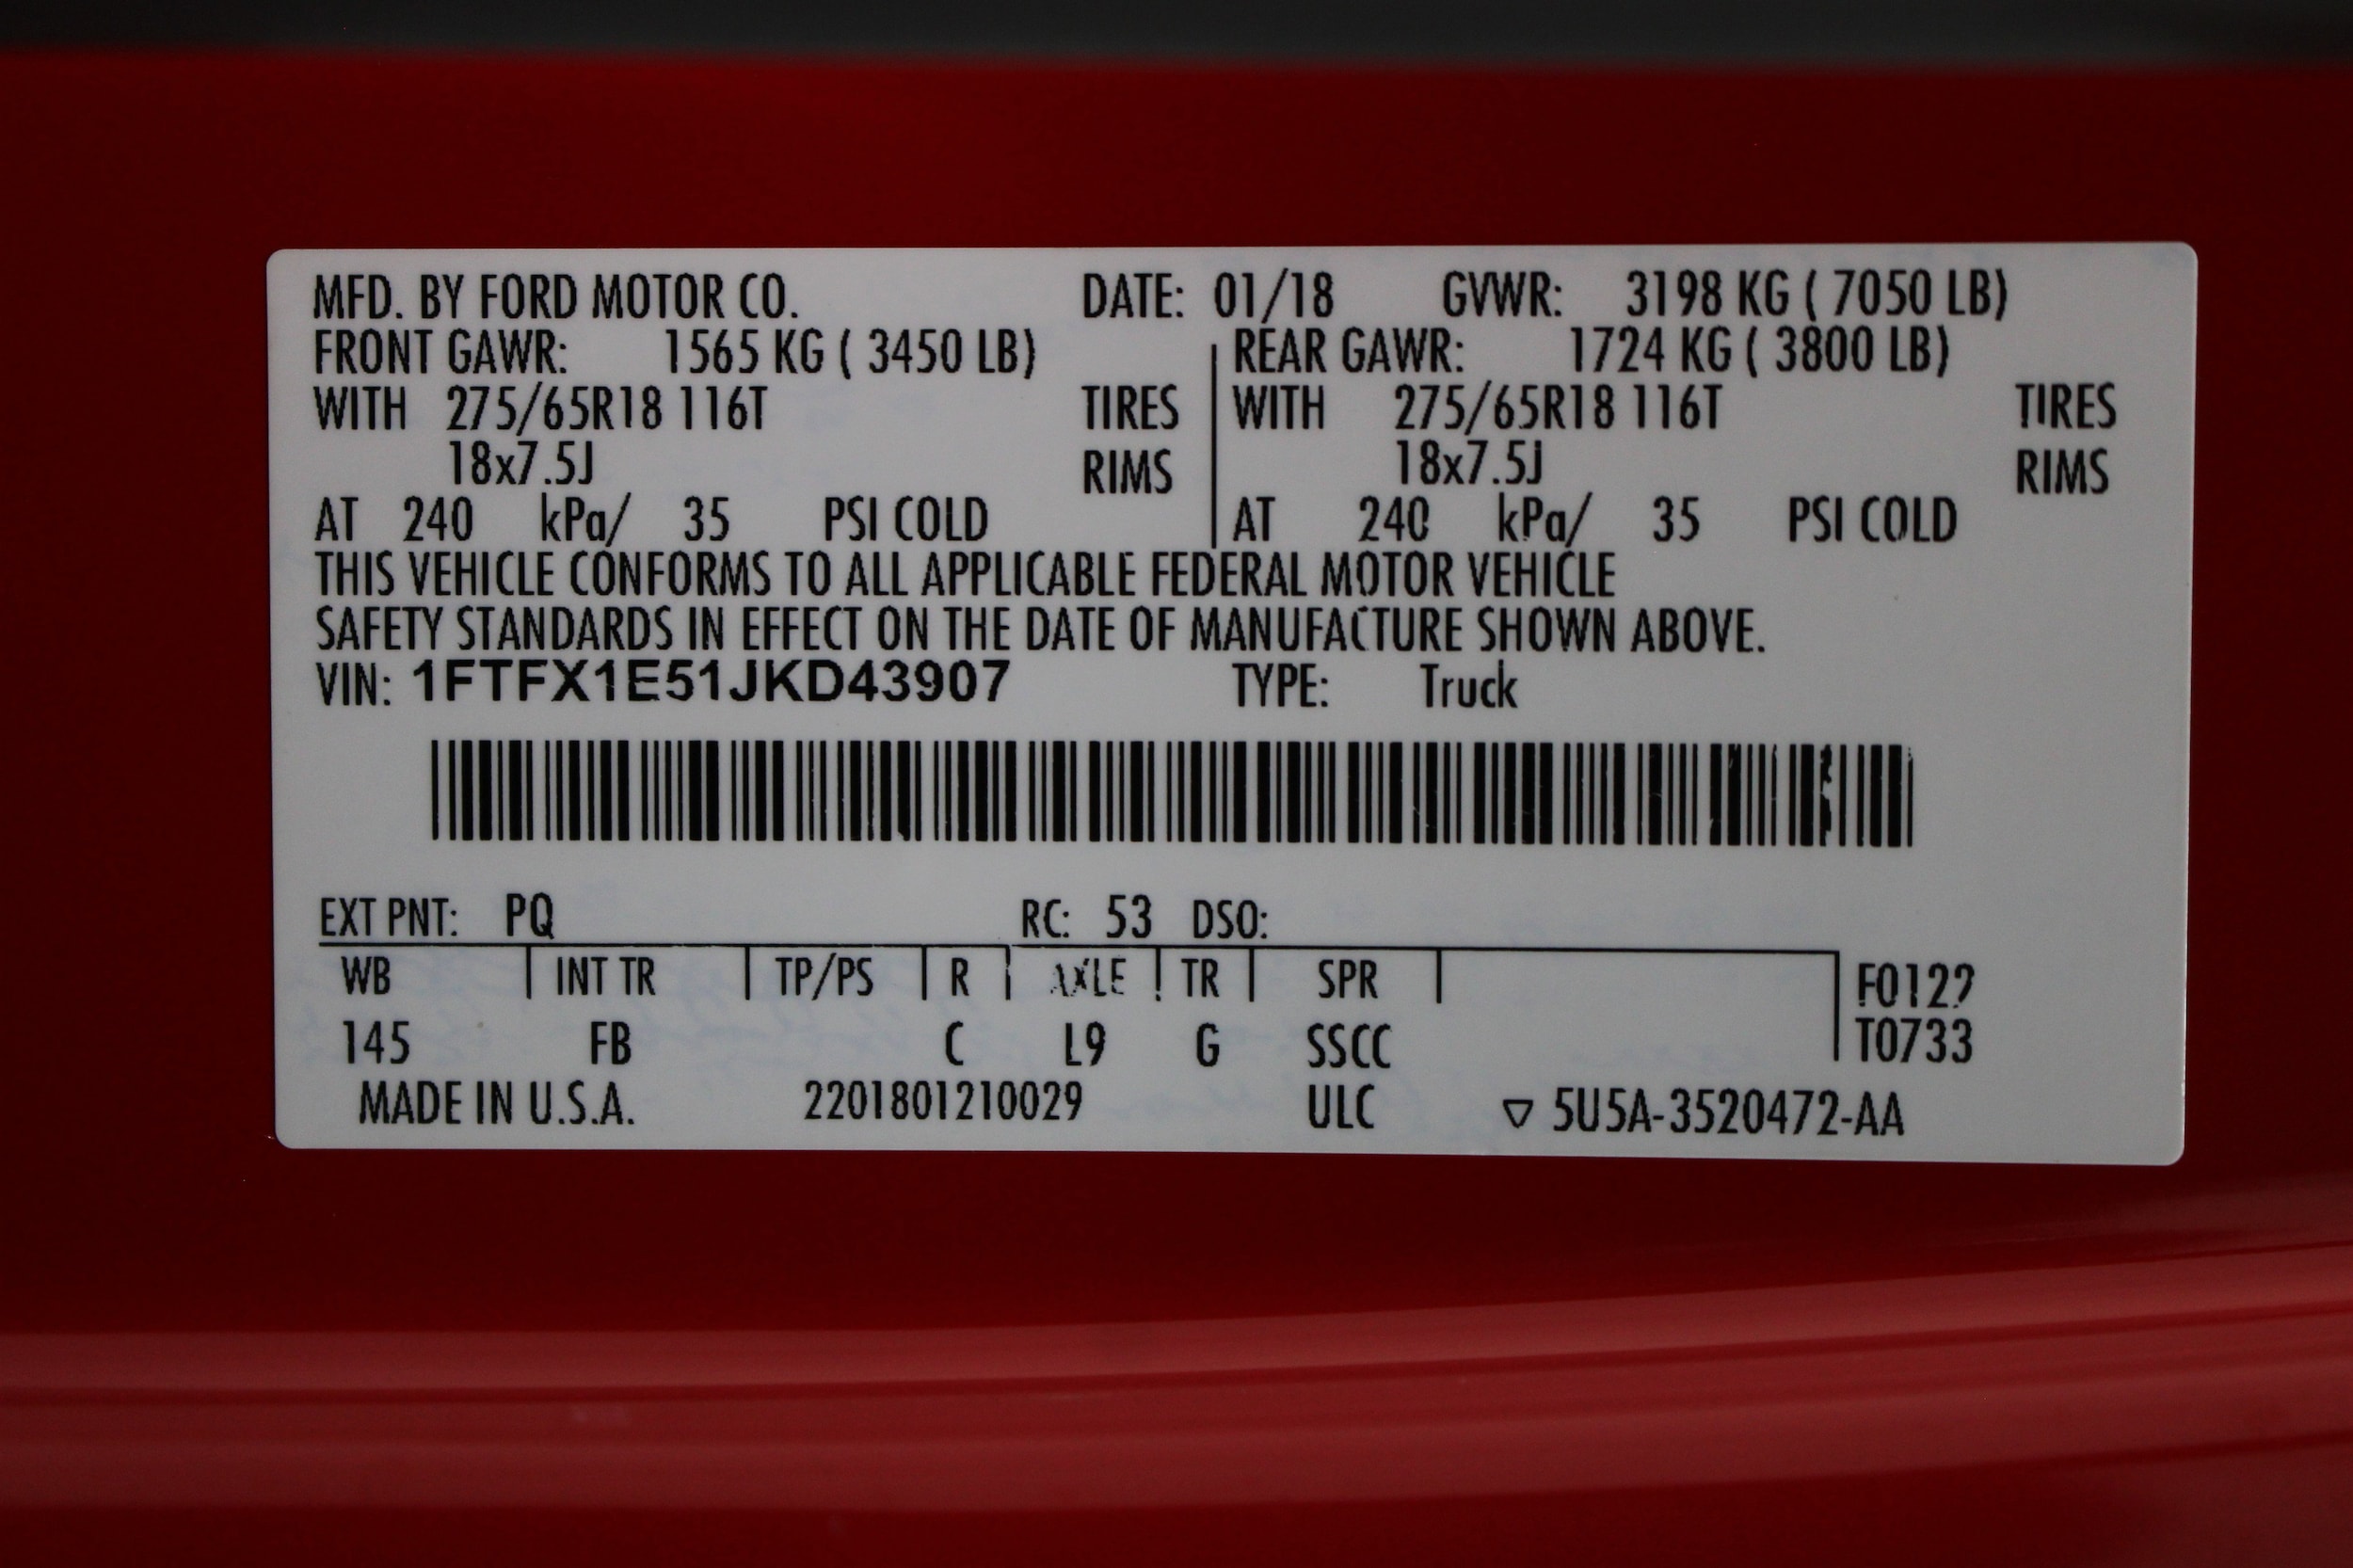 MFD. BY FORD MOTOR CO. DATE: 01/18 GVWR: 3198 KG ( 7050 LB)
FRONT GAWR: 1565 KG ( 3450 LB) REAR GAWR: 1724 KG ( 3800 LB)
WITH 275/65R18 116T TIRES WITH 275/65R18 116T TIRES
18x7.5J RIMS 18x7.5J RIMS
AT 240 kPa/ 35 PSI COLD AT 240 kPa/ 35 PSI COLD
THIS VEHICLE CONFORMS TO ALL APPLICABLE FEDERAL MOTOR VEHICLE
SAFETY STANDARDS IN EFFECT ON THE DATE OF MANUFACTURE SHOWN ABOVE.
VIN: 1FTFX1E51JKD43907 TYPE: Truck
EXT PNT: PQ RC: 53 DSO:
WB INT TR TP/PS R AXLE TR SPR F0122
145 FB C L9 G SSCC T0733
MADE IN U.S.A. 2201801210029 ULC ▽ 5U5A-3520472-AA